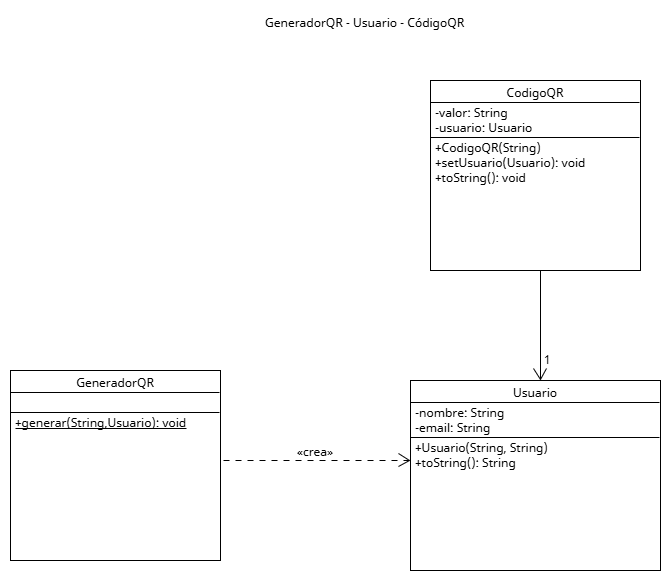 GeneradorQR - Usuario - CódigoQR
CodigoQR
-valor: String
-usuario: Usuario
+CodigoQR(String)
+setUsuario(Usuario): void
+toString(): void
1
GeneradorQR
+generar(String,Usuario): void
«crea»
Usuario
-nombre: String
-email: String
+Usuario(String, String)
+toString(): String